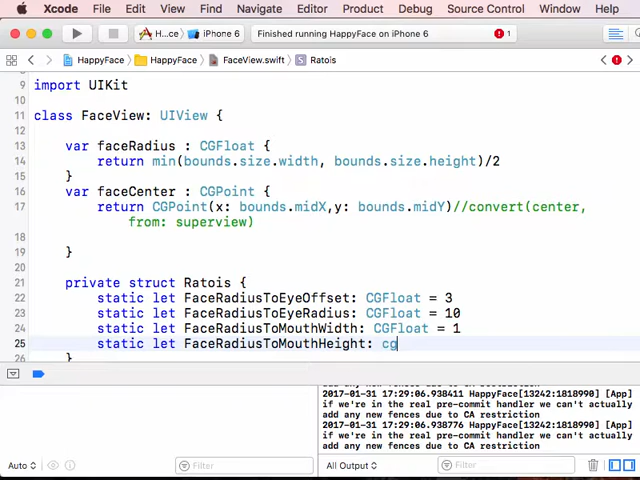 Xcode File Edit View Find Navigate Editor Product Debug Source Control Window Help
H...ce iPhone 6 Finished running HappyFace on iPhone 6 1
HappyFace HappyFace FaceView.swift S Ratois
9 import UIKit
10
11 class FaceView: UIView {
12
13 var faceRadius : CGFloat {
14 return min(bounds.size.width, bounds.size.height)/2
15 }
16 var faceCenter : CGPoint {
17 return CGPoint(x: bounds.midX,y: bounds.midY)//convert(center,
from: superview)
18
19 }
20
21 private struct Ratois {
22 static let FaceRadiusToEyeOffset: CGFloat = 3
23 static let FaceRadiusToEyeRadius: CGFloat = 10
24 static let FaceRadiusToMouthWidth: CGFloat = 1
25 static let FaceRadiusToMouthHeight: cg
26 }
add any new fences due to CA restriction
2017-01-31 17:29:06.938411 HappyFace[13242:1818990] [App]
if we're in the real pre-commit handler we can't actually
add any new fences due to CA restriction
2017-01-31 17:29:06.938776 HappyFace[13242:1818990] [App]
if we're in the real pre-commit handler we can't actually
add any new fences due to CA restriction
Auto Filter All Output Filter